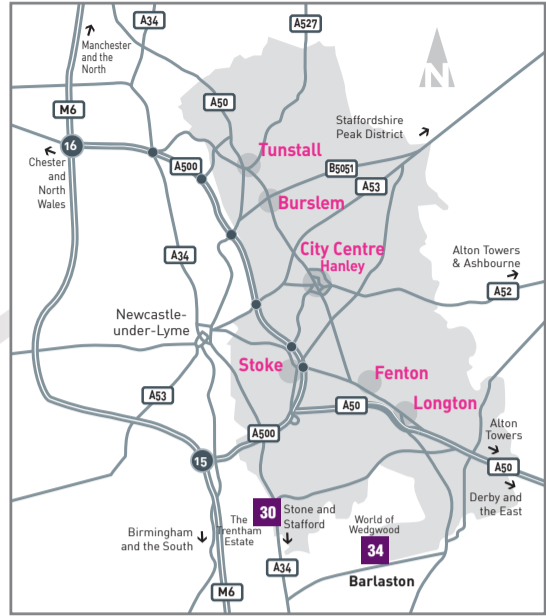 A34
A527
Manchester
and the
North
N
A50
M6
Staffordshire
Peak District
16
Tunstall
A500
B5051
Chester
and
North
Wales
A53
Burslem
City Centre
Hanley
A34
Alton Towers
& Ashbourne
A52
Newcastle-
under-Lyme
Stoke
Fenton
A53
A50
Longton
A500
Alton
Towers
15
A50
Derby and
the East
30
Stone and
Stafford
The
Trentham
Estate
World of
Wedgwood
Birmingham
and the South
34
A34
Barlaston
M6